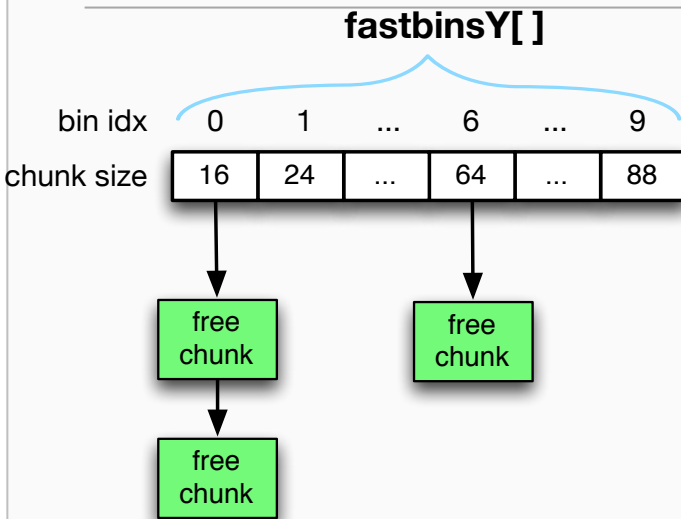 fastbinsY[ ]
bin idx 0 1 ... 6 ... 9
chunk size 16 24 ... 64 ... 88
free
chunk
free
chunk
free
chunk